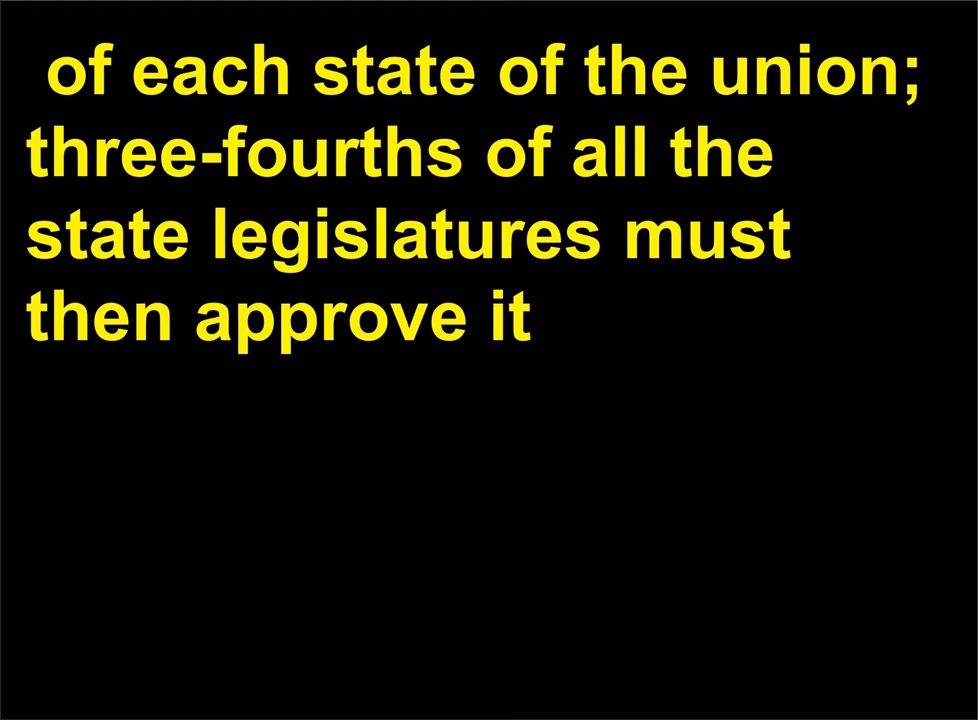 of each state of the union;
three-fourths of all the
state legislatures must
then approve it